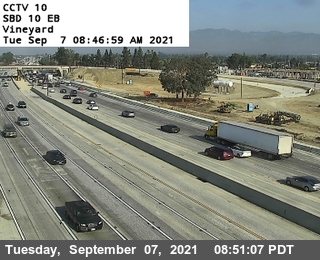 CCTV 10
SBD 10 EB
Vineyard
Tue Sep  7 08:46:59 AM 2021
Tuesday, September 07, 2021  08:51:07 PDT